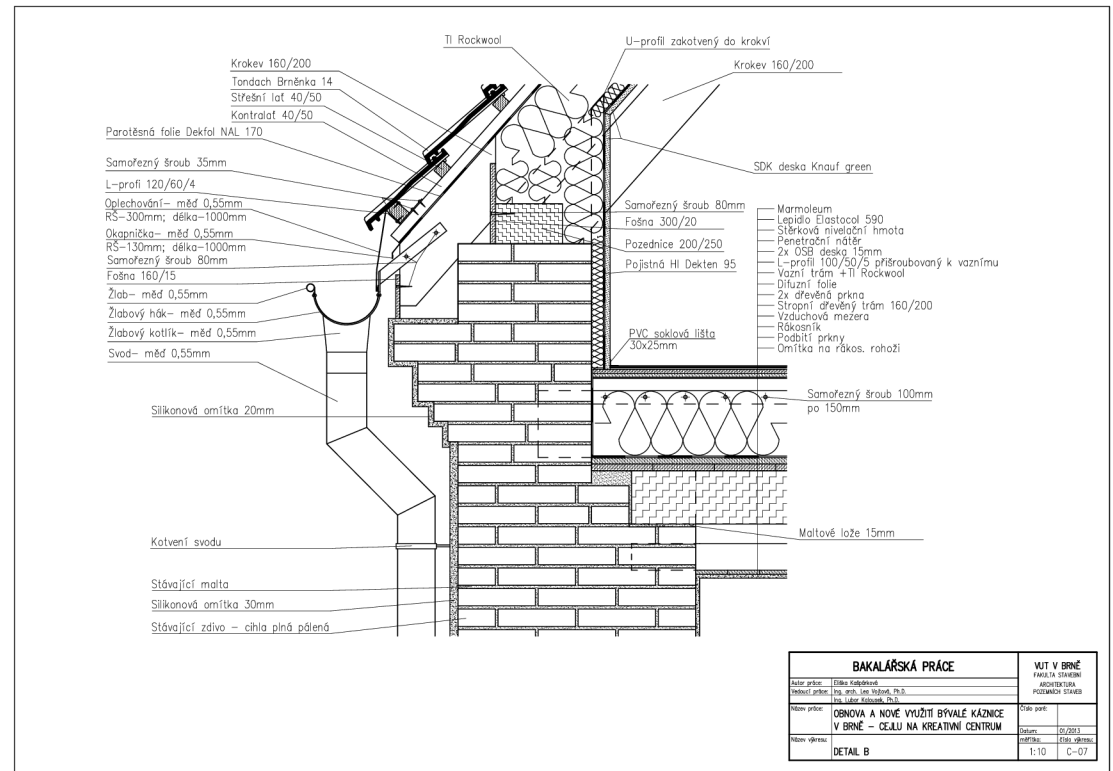 TI Rockwool
U-profil zakotvený do krokví
Krokev 160/200
Krokev 160/200
Tondach Brněnka 14
Střešní lať 40/50
Kontralať 40/50
Parotěsná folie Dekfol NAL 170
Samořezný šroub 35mm
L-profi 120/60/4
Oplechování- měď 0,55mm
RŠ-300mm; délka-1000mm
Okapnička- měď 0,55mm
RŠ-130mm; délka-1000mm
Samořezný šroub 80mm
Fošna 160/15
Žlab- měď 0,55mm
Žlabový hák- měď 0,55mm
Žlabový kotlík- měď 0,55mm
Svod- měď 0,55mm
Silikonová omítka 20mm
Kotvení svodu
Stávající malta
Silikonová omítka 30mm
Stávající zdivo - cihla plná pálená
SDK deska Knauf green
Samořezný šroub 80mm
Fošna 300/20
Pozednice 200/250
Pojistná HI Dekten 95
PVC soklová lišta
30x25mm
Marmoleum
Lepidlo Elastocol 590
Stěrková nivelační hmota
Penetrační nátěr
2x OSB deska 15mm
L-profil 100/50/5 přišroubovaný k vaznímu
Vazní trám +TI Rockwool
Difuzní folie
2x dřevěná prkna
Stropní dřevěný trám 160/200
Vzduchová mezera
Rákosník
Podbití prkny
Omítka na rákos. rohoži
Samořezný šroub 100mm
po 150mm
Maltové lože 15mm
BAKALÁŘSKÁ PRÁCE
VUT V BRNĚ
FAKULTA STAVEBNÍ
ARCHITEKTURA
POZEMNÍCH STAVEB
Autor práce: Eliška Kašpárková
Vedoucí práce: Ing. arch. Lea Vojtová, Ph.D.
Ing. Lubor Kalousek, Ph.D.
Název práce: OBNOVA A NOVÉ VYUŽITÍ BÝVALÉ KÁZNICE
V BRNĚ - CEJLU NA KREATIVNÍ CENTRUM
Číslo paré:
Datum: 01/2013
Název výkresu: DETAIL B
měřítko: číslo výkresu:
1:10 C-07